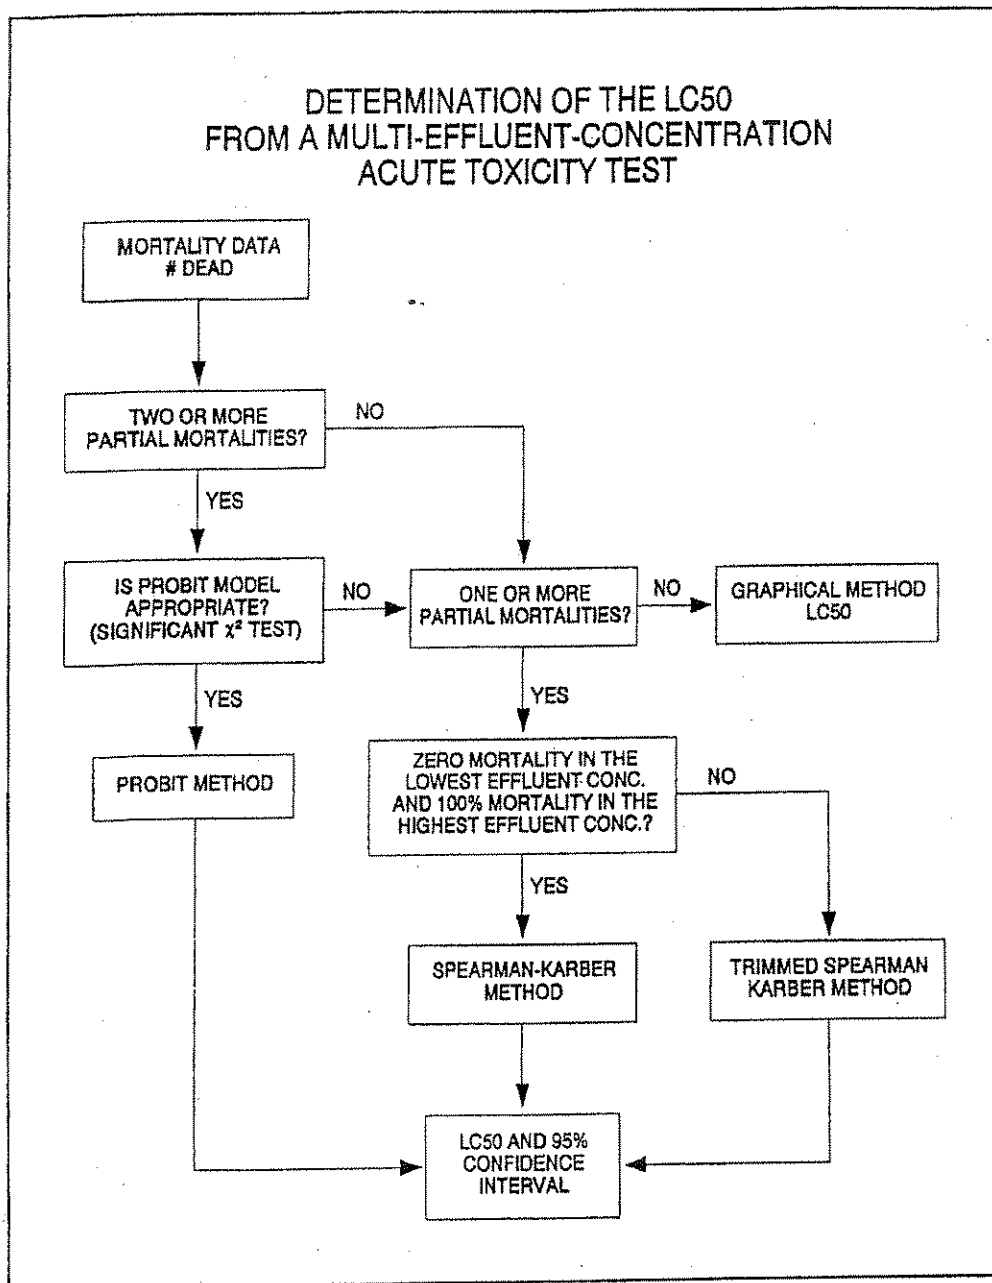 DETERMINATION OF THE LC50
FROM A MULTI-EFFLUENT-CONCENTRATION
ACUTE TOXICITY TEST
MORTALITY DATA
# DEAD
TWO OR MORE
PARTIAL MORTALITIES?
NO
YES
IS PROBIT MODEL
APPROPRIATE?
(SIGNIFICANT χ² TEST)
NO
ONE OR MORE
PARTIAL MORTALITIES?
NO
GRAPHICAL METHOD
LC50
YES
YES
PROBIT METHOD
ZERO MORTALITY IN THE
LOWEST EFFLUENT CONC.
AND 100% MORTALITY IN THE
HIGHEST EFFLUENT CONC.?
NO
YES
SPEARMAN-KARBER
METHOD
TRIMMED SPEARMAN
KARBER METHOD
LC50 AND 95%
CONFIDENCE
INTERVAL